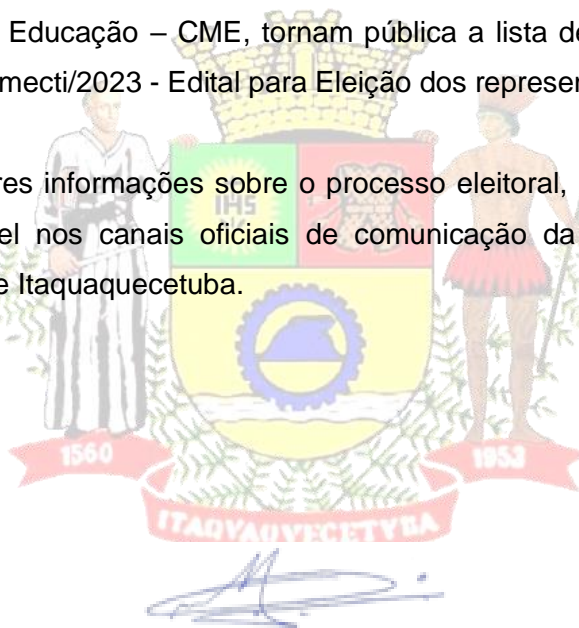 Educação – CME, tornam pública a lista de
mecti/2023 - Edital para Eleição dos represen
res informações sobre o processo eleitoral,
el nos canais oficiais de comunicação da
e Itaquaquecetuba.
IHS
1560
1953
ITAQVAQVECETVBA